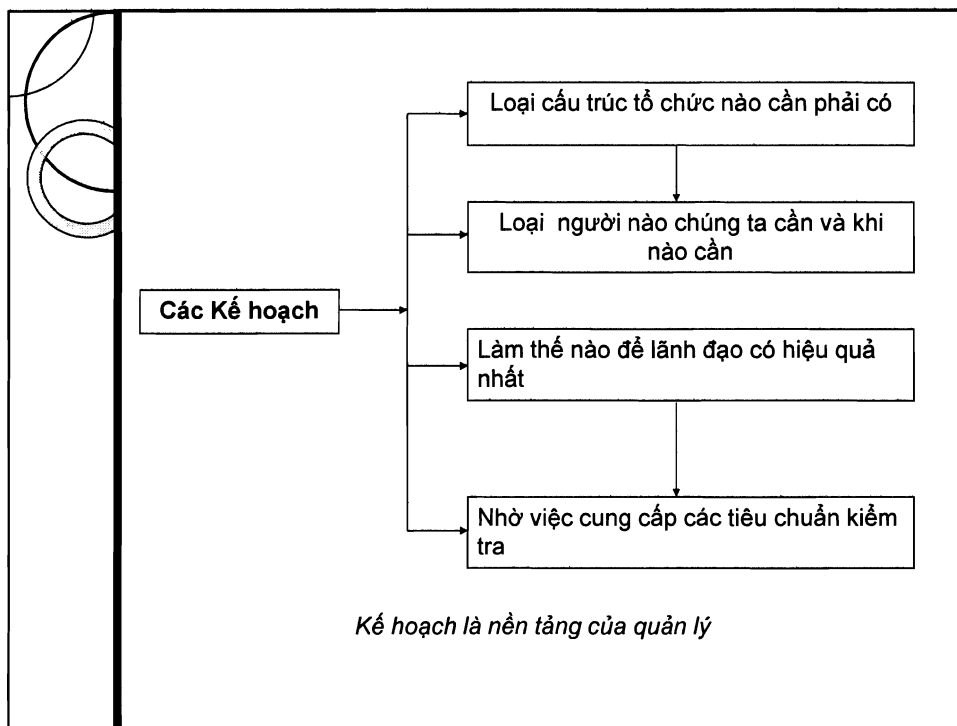 Loại cấu trúc tổ chức nào cần phải có
Loại người nào chúng ta cần và khi
nào cần
Các Kế hoạch
Làm thế nào để lãnh đạo có hiệu quả
nhất
Nhờ việc cung cấp các tiêu chuẩn kiểm
tra
Kế hoạch là nền tảng của quản lý